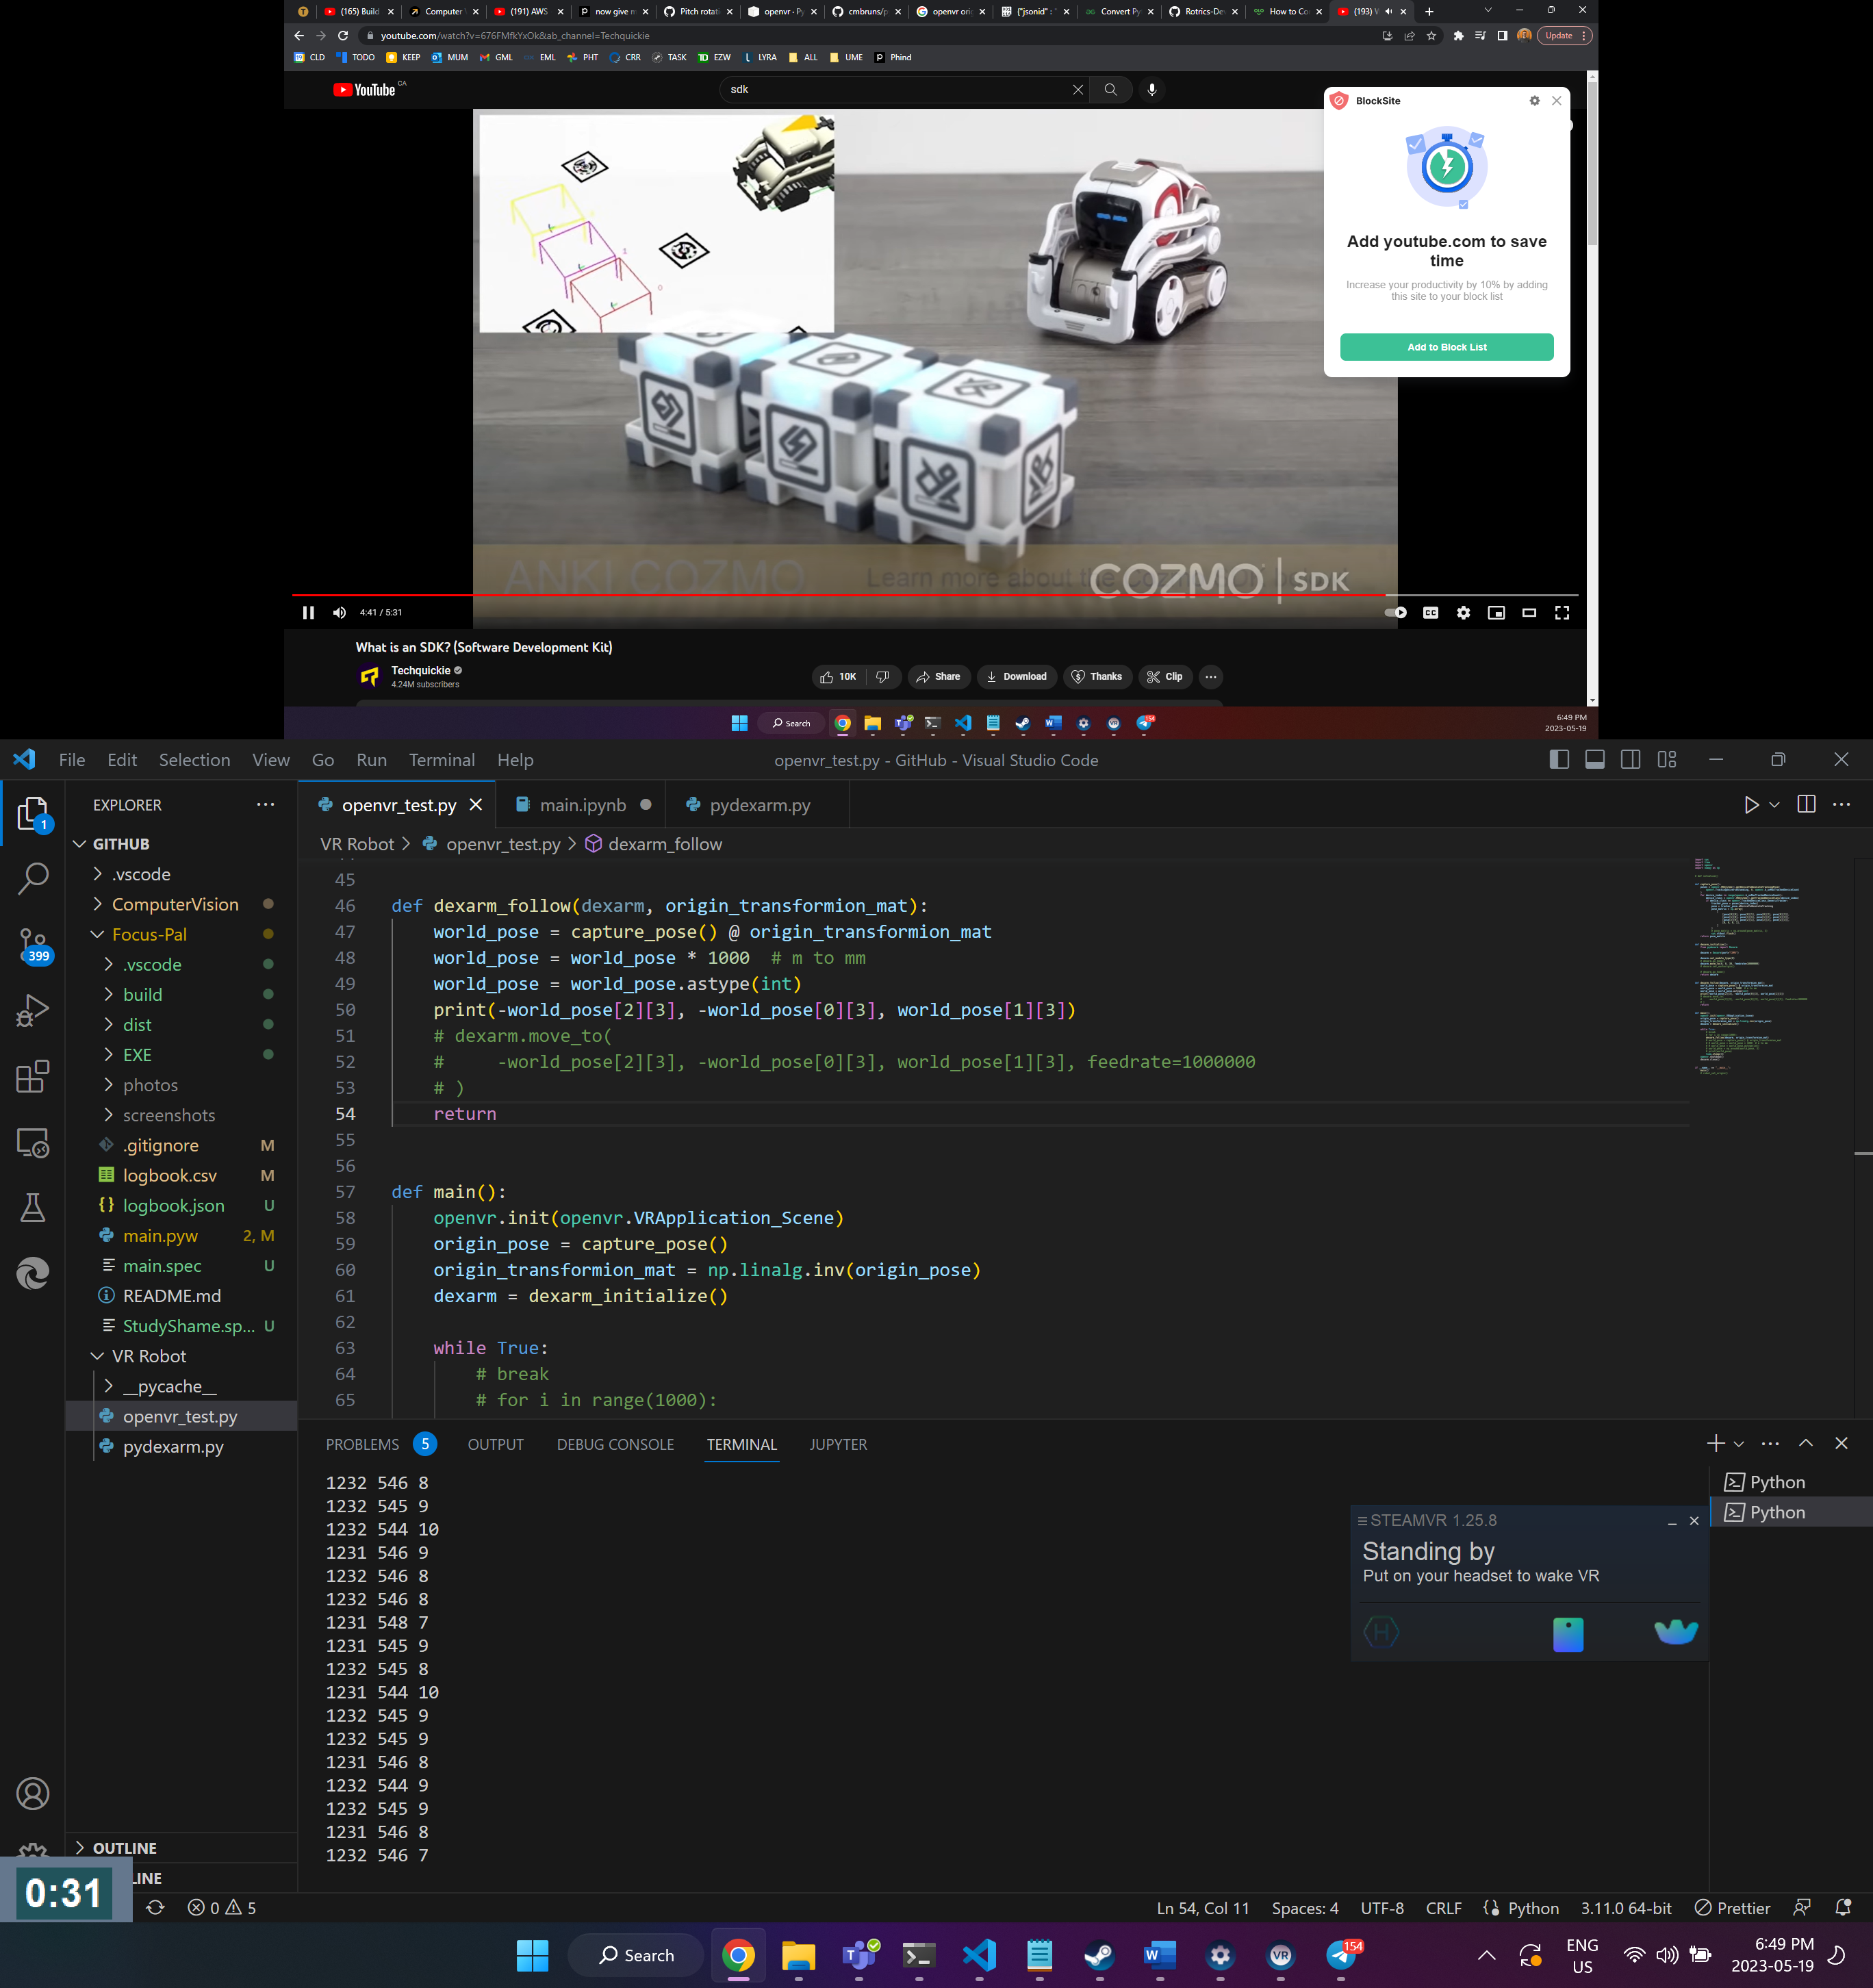 (165) Build
Computer
(191) AWS
now give m
Pitch rotati
openvr · Py
cmbruns/p
openvr orig
{"jsonid" : "
Convert Py
Rotrics-De
How to Co
(193) W
youtube.com/watch?v=676FMfkYxOk&ab_channel=Techquickie
Update
CLD TODO KEEP MUM GML EML PHT CRR TASK EZW LYRA ALL UME Phind
YouTube CA
sdk
BlockSite
Add youtube.com to save
time
Increase your productivity by 10% by adding
this site to your block list
Add to Block List
ANKI COZMO
Learn more about the
COZMO | SDK
4:41 / 5:31
What is an SDK? (Software Development Kit)
Techquickie
4.24M subscribers
10K Share Download Thanks Clip
Search
154
6:49 PM
2023-05-19
File Edit Selection View Go Run Terminal Help
openvr_test.py - GitHub - Visual Studio Code
EXPLORER
openvr_test.py main.ipynb pydexarm.py
VR Robot > openvr_test.py > dexarm_follow
1
399
GITHUB
.vscode
ComputerVision
Focus-Pal
.vscode
build
dist
EXE
photos
screenshots
.gitignore M
logbook.csv M
logbook.json U
main.pyw 2, M
main.spec U
README.md
StudyShame.sp... U
VR Robot
__pycache__
openvr_test.py
pydexarm.py
OUTLINE
LINE
45
46 def dexarm_follow(dexarm, origin_transformion_mat):
47 world_pose = capture_pose() @ origin_transformion_mat
48 world_pose = world_pose * 1000 # m to mm
49 world_pose = world_pose.astype(int)
50 print(-world_pose[2][3], -world_pose[0][3], world_pose[1][3])
51 # dexarm.move_to(
52 # -world_pose[2][3], -world_pose[0][3], world_pose[1][3], feedrate=1000000
53 # )
54 return
55
56
57 def main():
58 openvr.init(openvr.VRApplication_Scene)
59 origin_pose = capture_pose()
60 origin_transformion_mat = np.linalg.inv(origin_pose)
61 dexarm = dexarm_initialize()
62
63 while True:
64 # break
65 # for i in range(1000):
PROBLEMS 5 OUTPUT DEBUG CONSOLE TERMINAL JUPYTER
1232 546 8
1232 545 9
1232 544 10
1231 546 9
1232 546 8
1232 546 8
1231 548 7
1231 545 9
1232 545 8
1231 544 10
1232 545 9
1232 545 9
1231 546 8
1232 544 9
1232 545 9
1231 546 8
1232 546 7
Python
Python
STEAMVR 1.25.8
Standing by
Put on your headset to wake VR
0:31
0 5
Ln 54, Col 11 Spaces: 4 UTF-8 CRLF Python 3.11.0 64-bit Prettier
Search
154
ENG
US
6:49 PM
2023-05-19